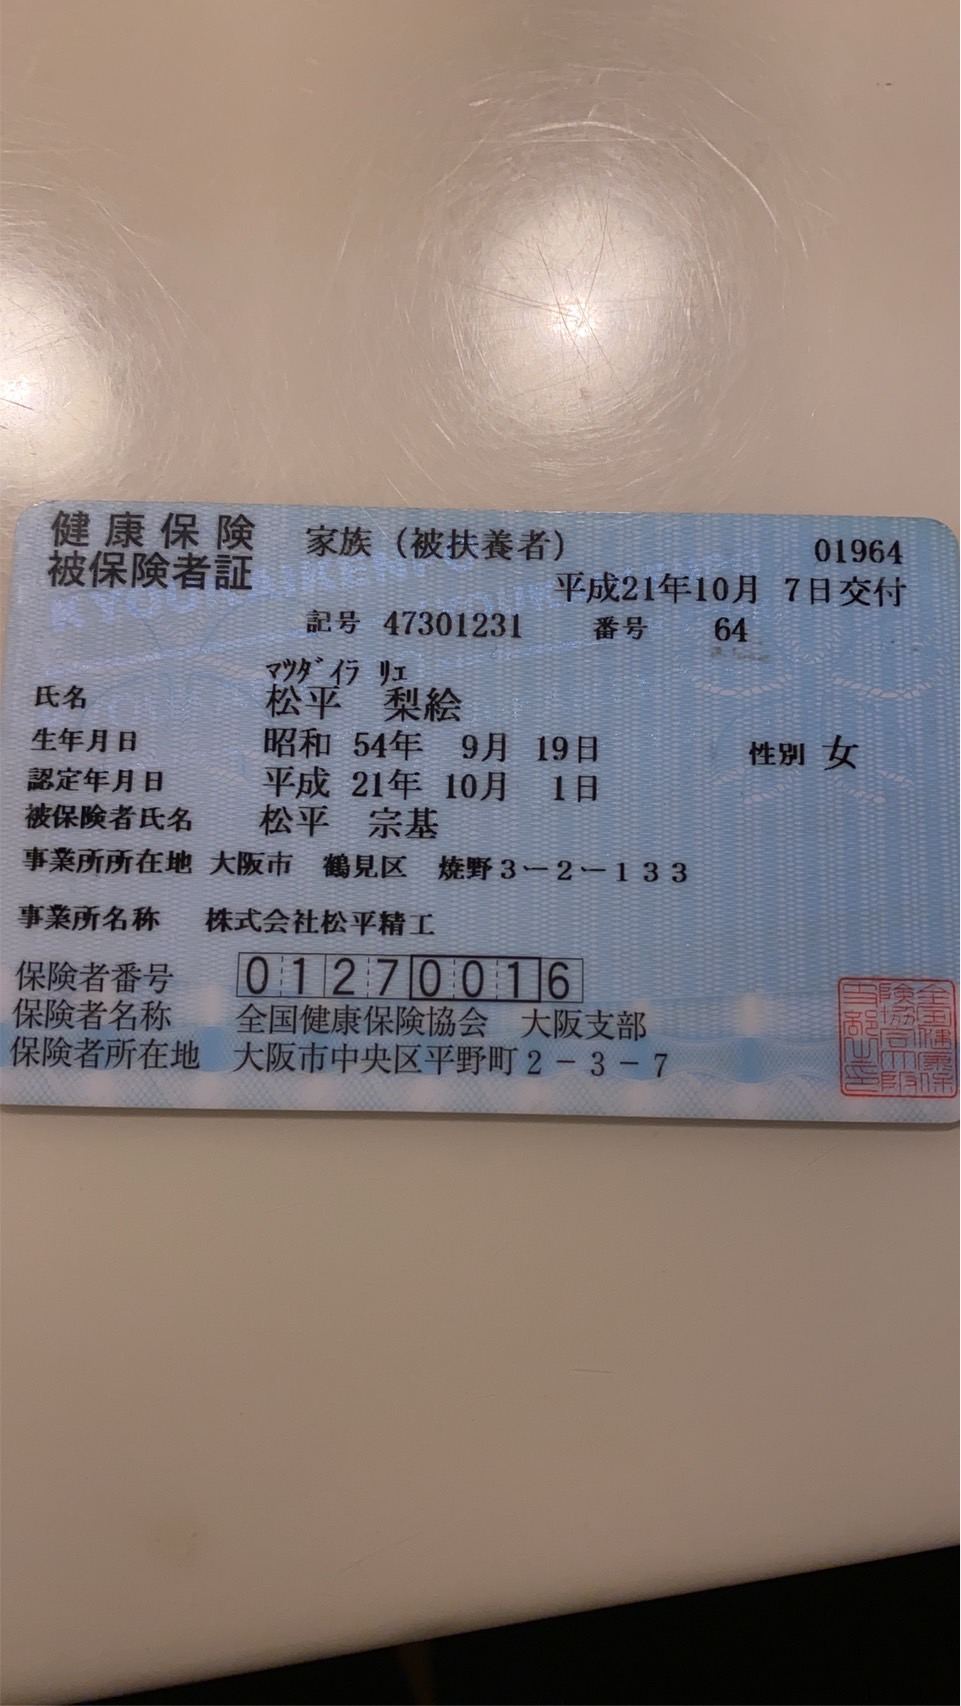 健康保険
被保険者証
家族（被扶養者） 01964
平成21年10月 7日交付
記号 47301231 番号 64
ﾏﾂﾀﾞｲﾗ ﾘｴ
氏名 松平 梨絵
生年月日 昭和 54年 9月 19日 性別 女
認定年月日 平成 21年 10月 1日
被保険者氏名 松平 宗基
事業所所在地 大阪市 鶴見区 焼野３－２－１３３
事業所名称 株式会社松平精工
保険者番号 01270016
保険者名称 全国健康保険協会 大阪支部
保険者所在地 大阪市中央区平野町２－３－７